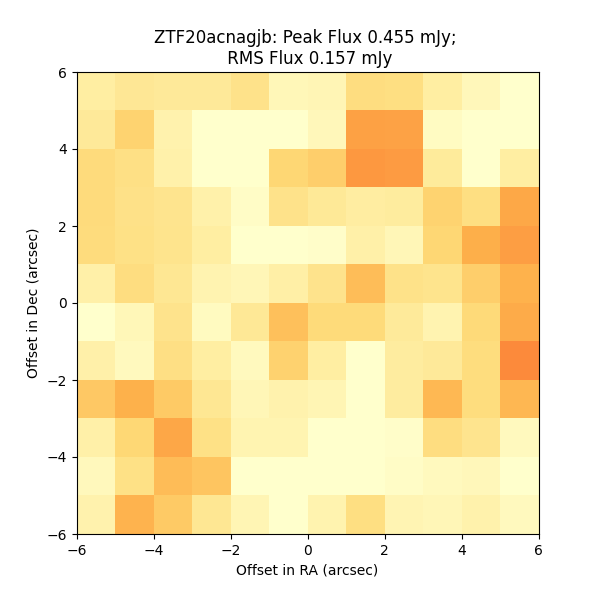 ZTF20acnagjb: Peak Flux 0.455 mJy;
RMS Flux 0.157 mJy
6
4
2
0
−2
−4
−6
Offset in Dec (arcsec)
−6 −4 −2 0 2 4 6
Offset in RA (arcsec)